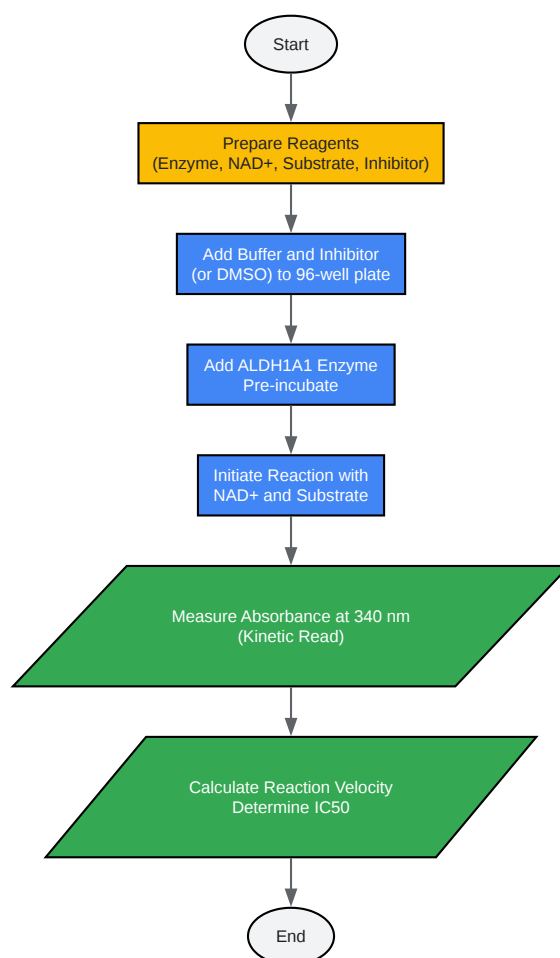 Start
Prepare Reagents
(Enzyme, NAD+, Substrate, Inhibitor)
Add Buffer and Inhibitor
(or DMSO) to 96-well plate
Add ALDH1A1 Enzyme
Pre-incubate
Initiate Reaction with
NAD+ and Substrate
Measure Absorbance at 340 nm
(Kinetic Read)
Calculate Reaction Velocity
Determine IC50
End